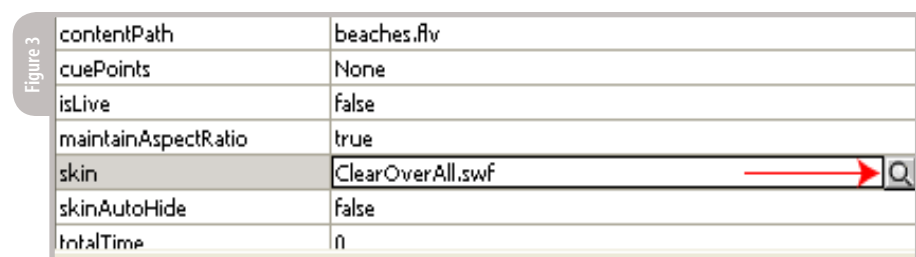 Figure 3
contentPath beaches.flv
cuePoints None
isLive false
maintainAspectRatio true
skin ClearOverAll.swf
skinAutoHide false
totalTime 0